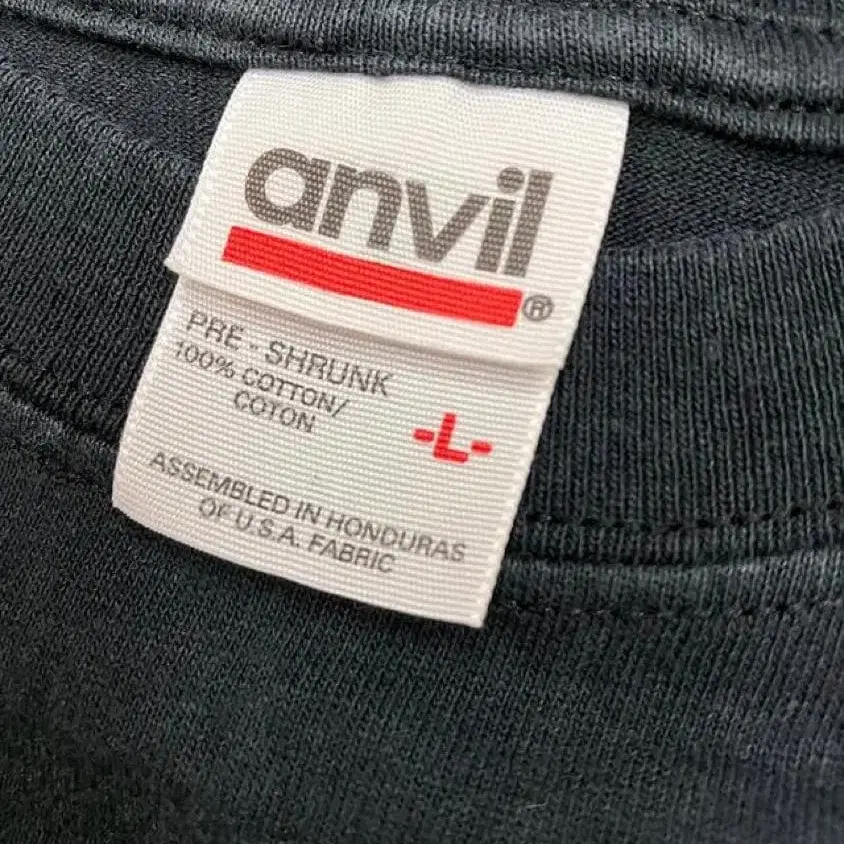 anvil®
PRE - SHRUNK
100% COTTON/
COTON
-L-
ASSEMBLED IN HONDURAS
OF U.S.A. FABRIC